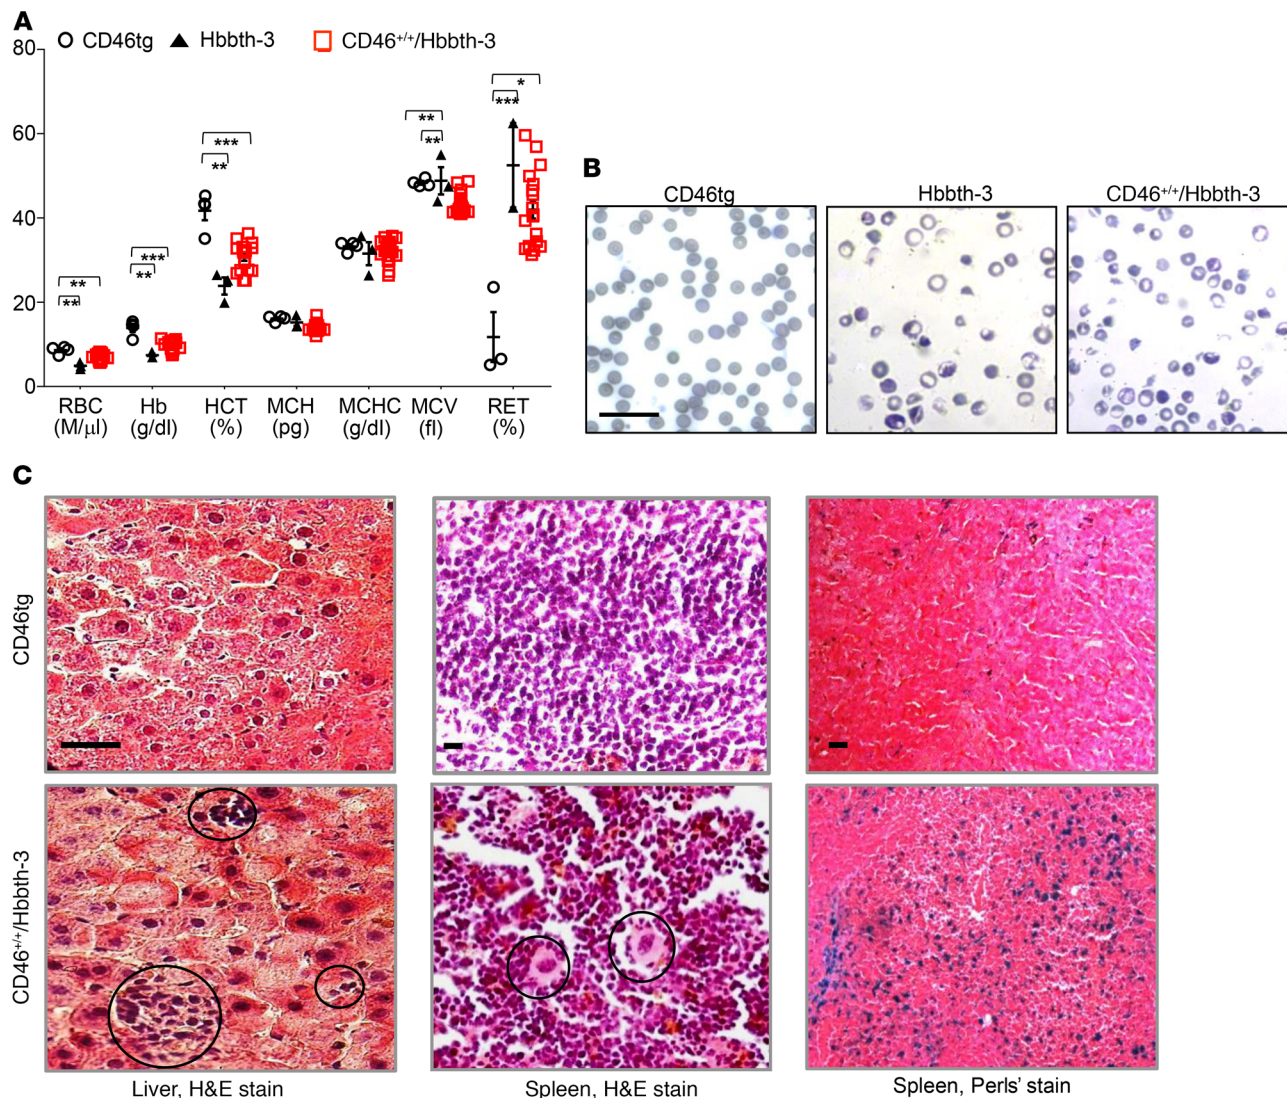 A
CD46tg Hbbth-3 CD46+/+/Hbbth-3
80
60
40
20
0
** ** ** *** ** *** ** ** *** *
RBC Hb HCT MCH MCHC MCV RET
(M/µl) (g/dl) (%) (pg) (g/dl) (fl) (%)
B
CD46tg Hbbth-3 CD46+/+/Hbbth-3
C
CD46tg
CD46+/+/Hbbth-3
Liver, H&E stain Spleen, H&E stain Spleen, Perls' stain